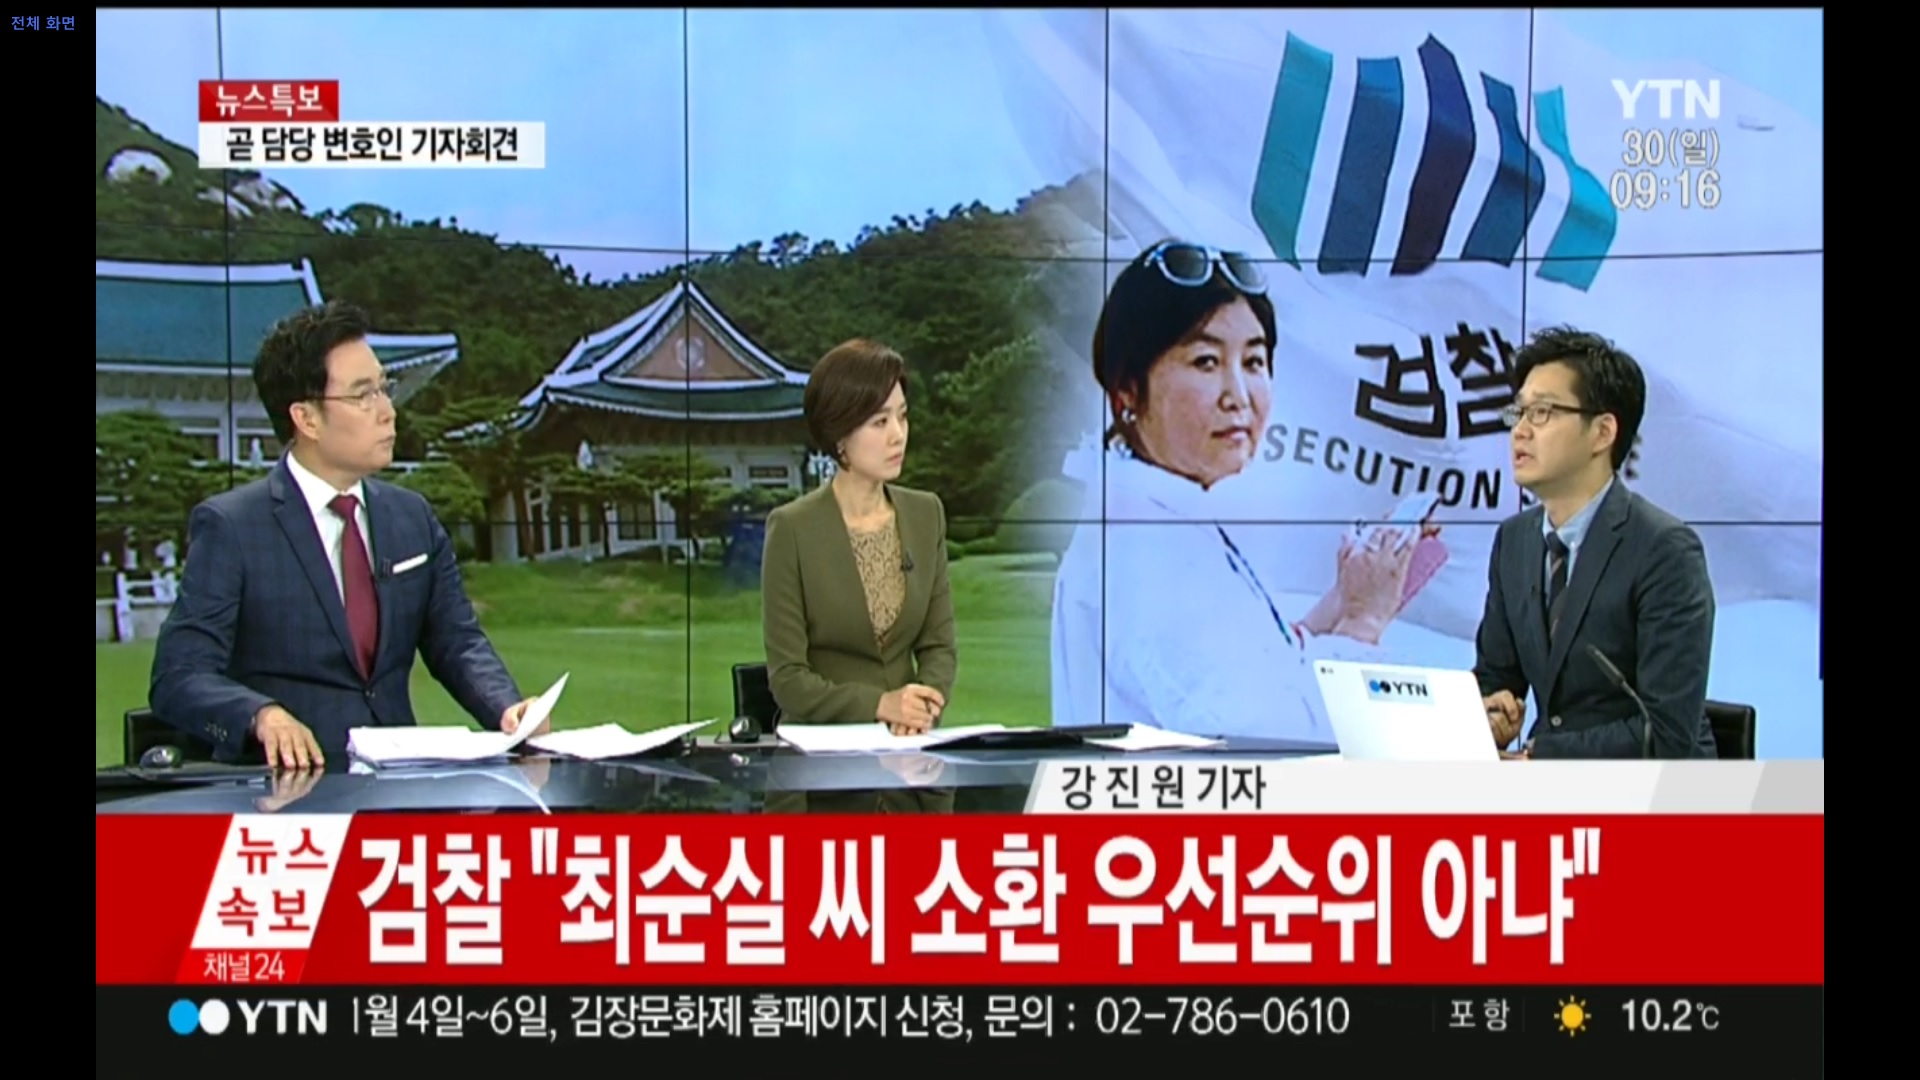 전체 화면
뉴스특보
곧 담당 변호인 기자회견
YTN
30(일)
09:16
검찰
SECUTION
YTN
강진원 기자
뉴스
속보
채널24
검찰 "최순실 씨 소환 우선순위 아냐"
YTN 1월 4일~6일, 김장문화제 홈페이지 신청, 문의 : 02-786-0610 포항 10.2℃